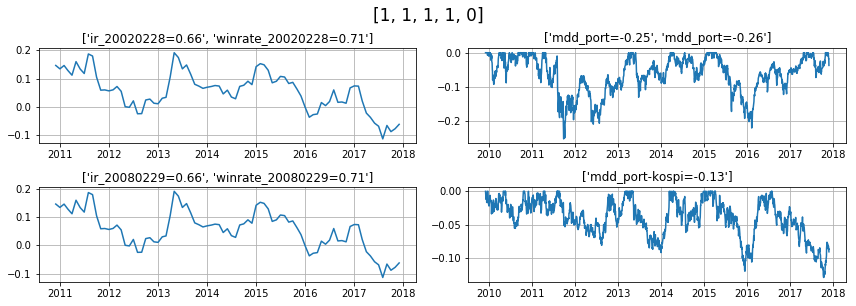 [1, 1, 1, 1, 0]
['ir_20020228=0.66', 'winrate_20020228=0.71']
0.2
0.1
0.0
−0.1
2011 2012 2013 2014 2015 2016 2017 2018
['mdd_port=-0.25', 'mdd_port=-0.26']
0.0
−0.1
−0.2
2010 2011 2012 2013 2014 2015 2016 2017 2018
['ir_20080229=0.66', 'winrate_20080229=0.71']
0.2
0.1
0.0
−0.1
2011 2012 2013 2014 2015 2016 2017 2018
['mdd_port-kospi=-0.13']
0.00
−0.05
−0.10
2010 2011 2012 2013 2014 2015 2016 2017 2018